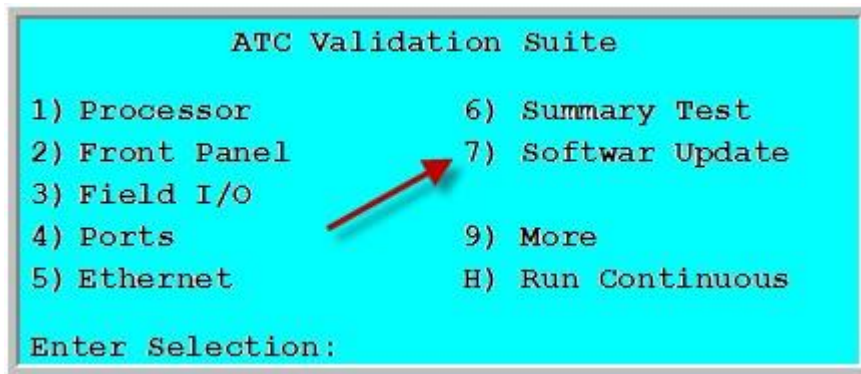 ATC Validation Suite
1) Processor 6) Summary Test
2) Front Panel 7) Softwar Update
3) Field I/O
4) Ports 9) More
5) Ethernet H) Run Continuous
Enter Selection: